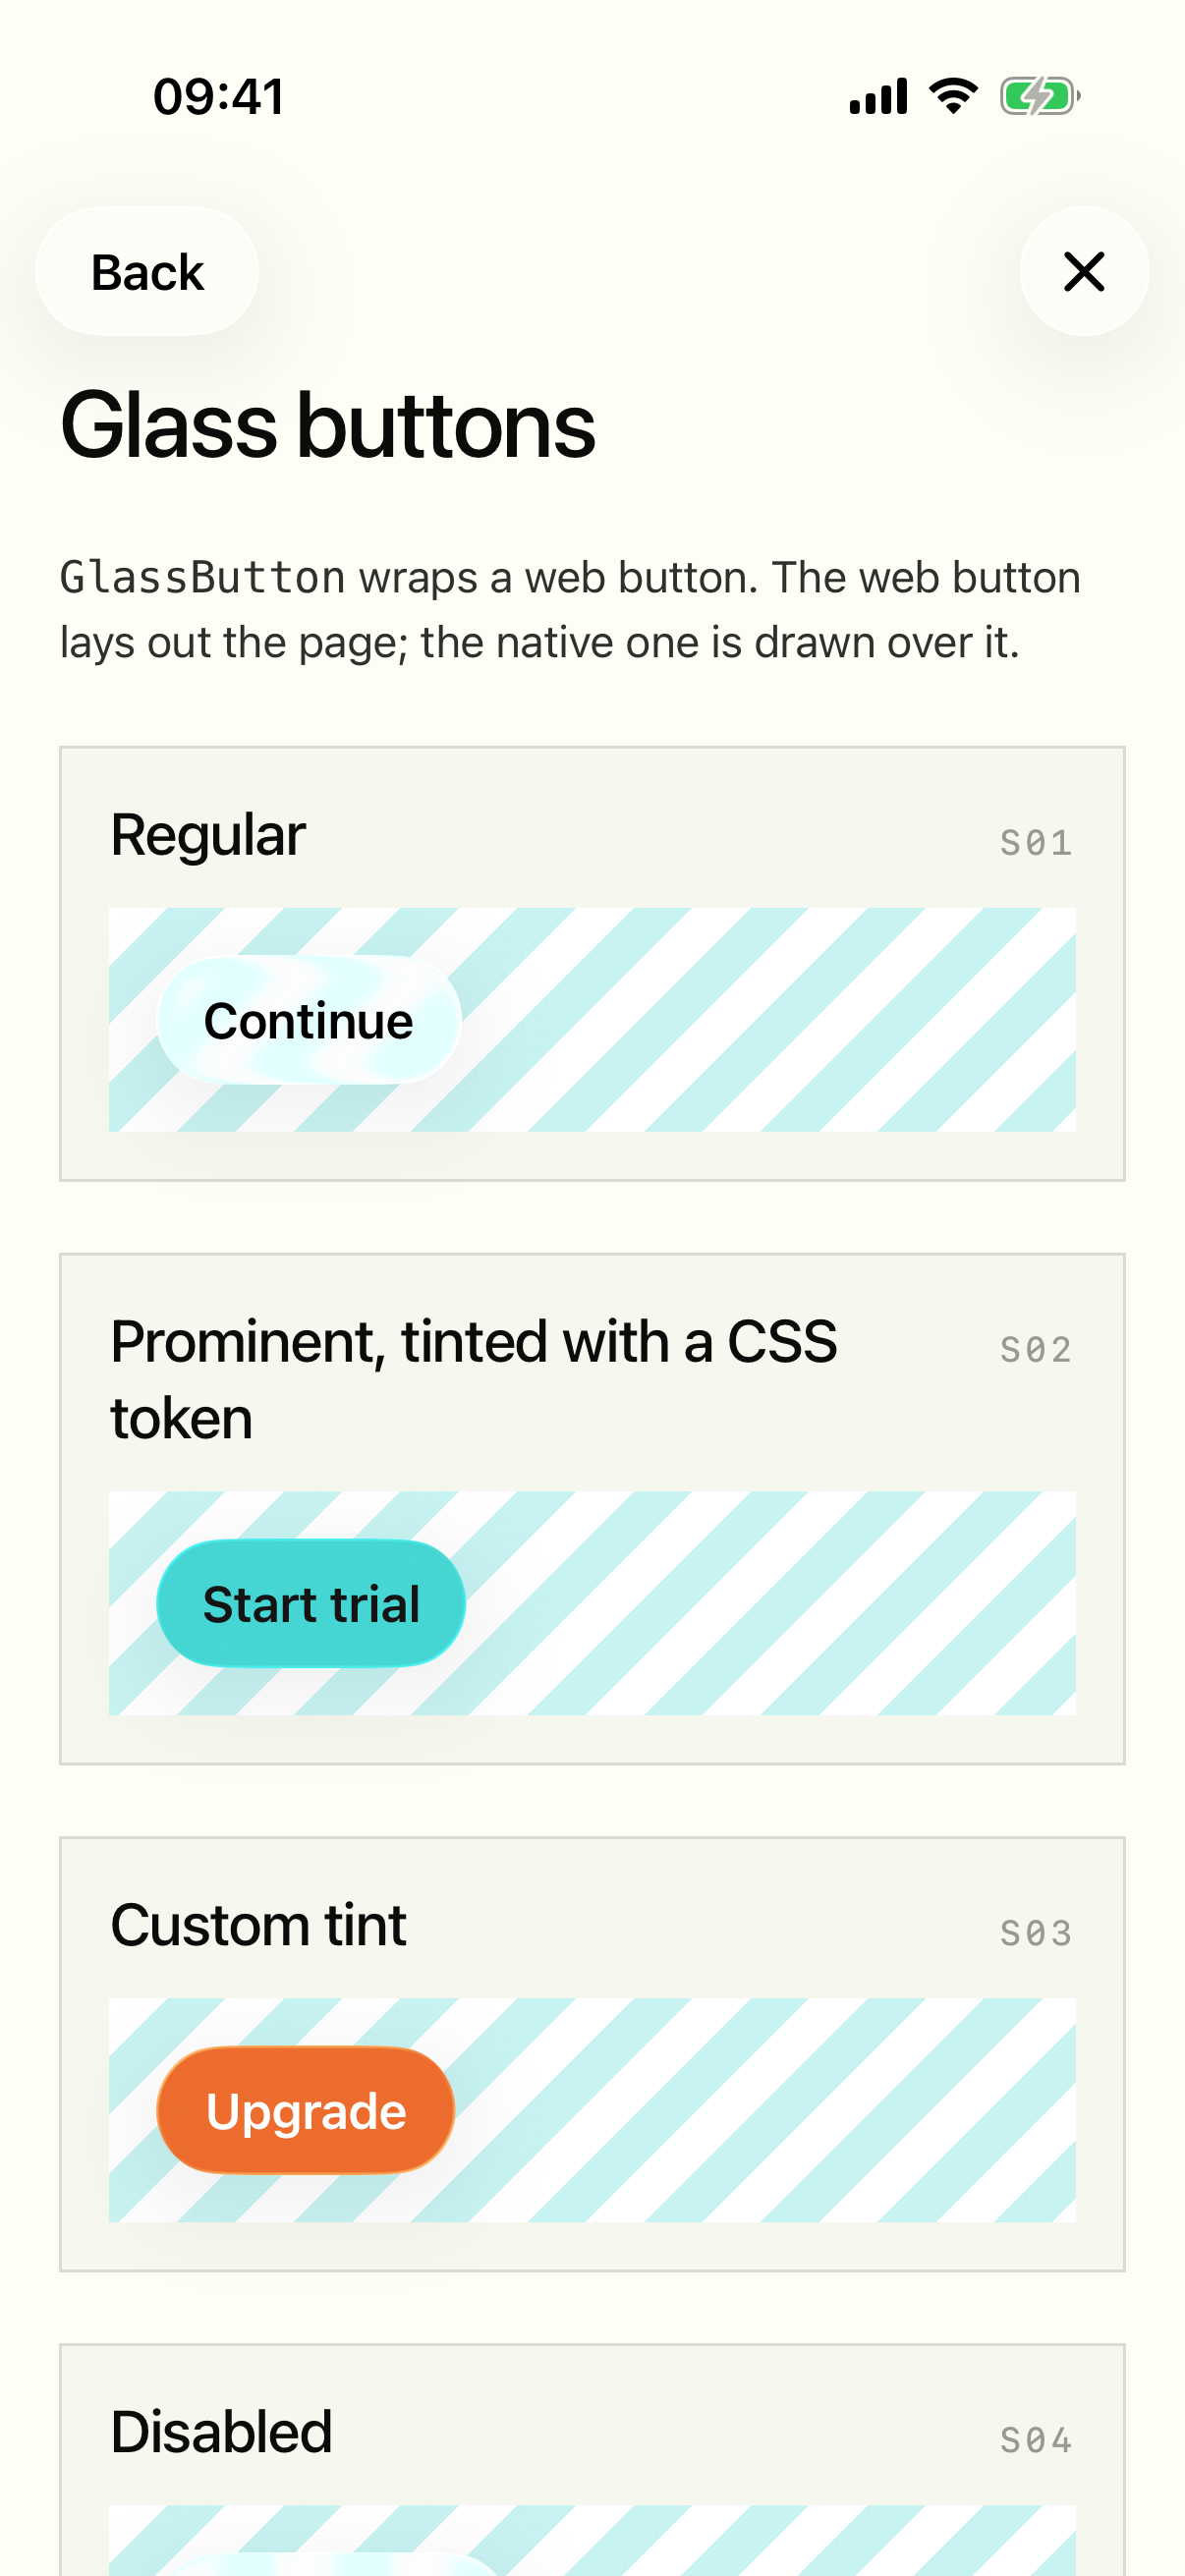 09:41
Back
Glass buttons
GlassButton wraps a web button. The web button
lays out the page; the native one is drawn over it.
Regular
S01
Continue
Prominent, tinted with a CSS
token
S02
Start trial
Custom tint
S03
Upgrade
Disabled
S04